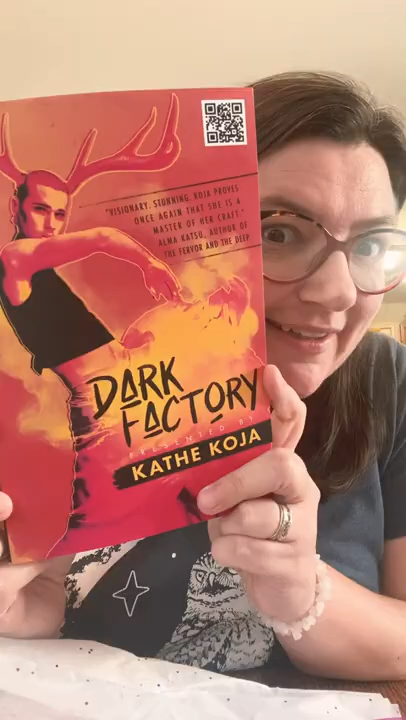 "VISIONARY. STUNNING. KOJA PROVES
ONCE AGAIN THAT SHE IS A
MASTER OF HER CRAFT."
ALMA KATSU, AUTHOR OF
THE FERVOR AND THE DEEP
DARK
FACTORY
PRESENTED BY
KATHE KOJA